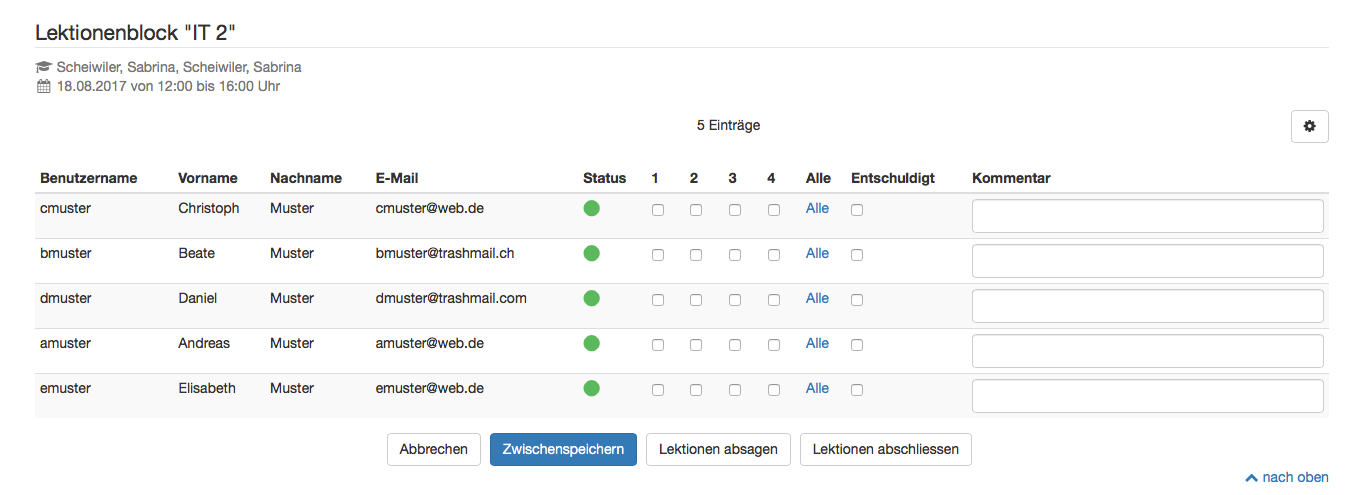 Lektionenblock "IT 2"
Scheiwiler, Sabrina, Scheiwiler, Sabrina
18.08.2017 von 12:00 bis 16:00 Uhr
5 Einträge
Benutzername Vorname Nachname E-Mail Status 1 2 3 4 Alle Entschuldigt Kommentar
cmuster Christoph Muster cmuster@web.de Alle
bmuster Beate Muster bmuster@trashmail.ch Alle
dmuster Daniel Muster dmuster@trashmail.com Alle
amuster Andreas Muster amuster@web.de Alle
emuster Elisabeth Muster emuster@web.de Alle
Abbrechen Zwischenspeichern Lektionen absagen Lektionen abschliessen
nach oben